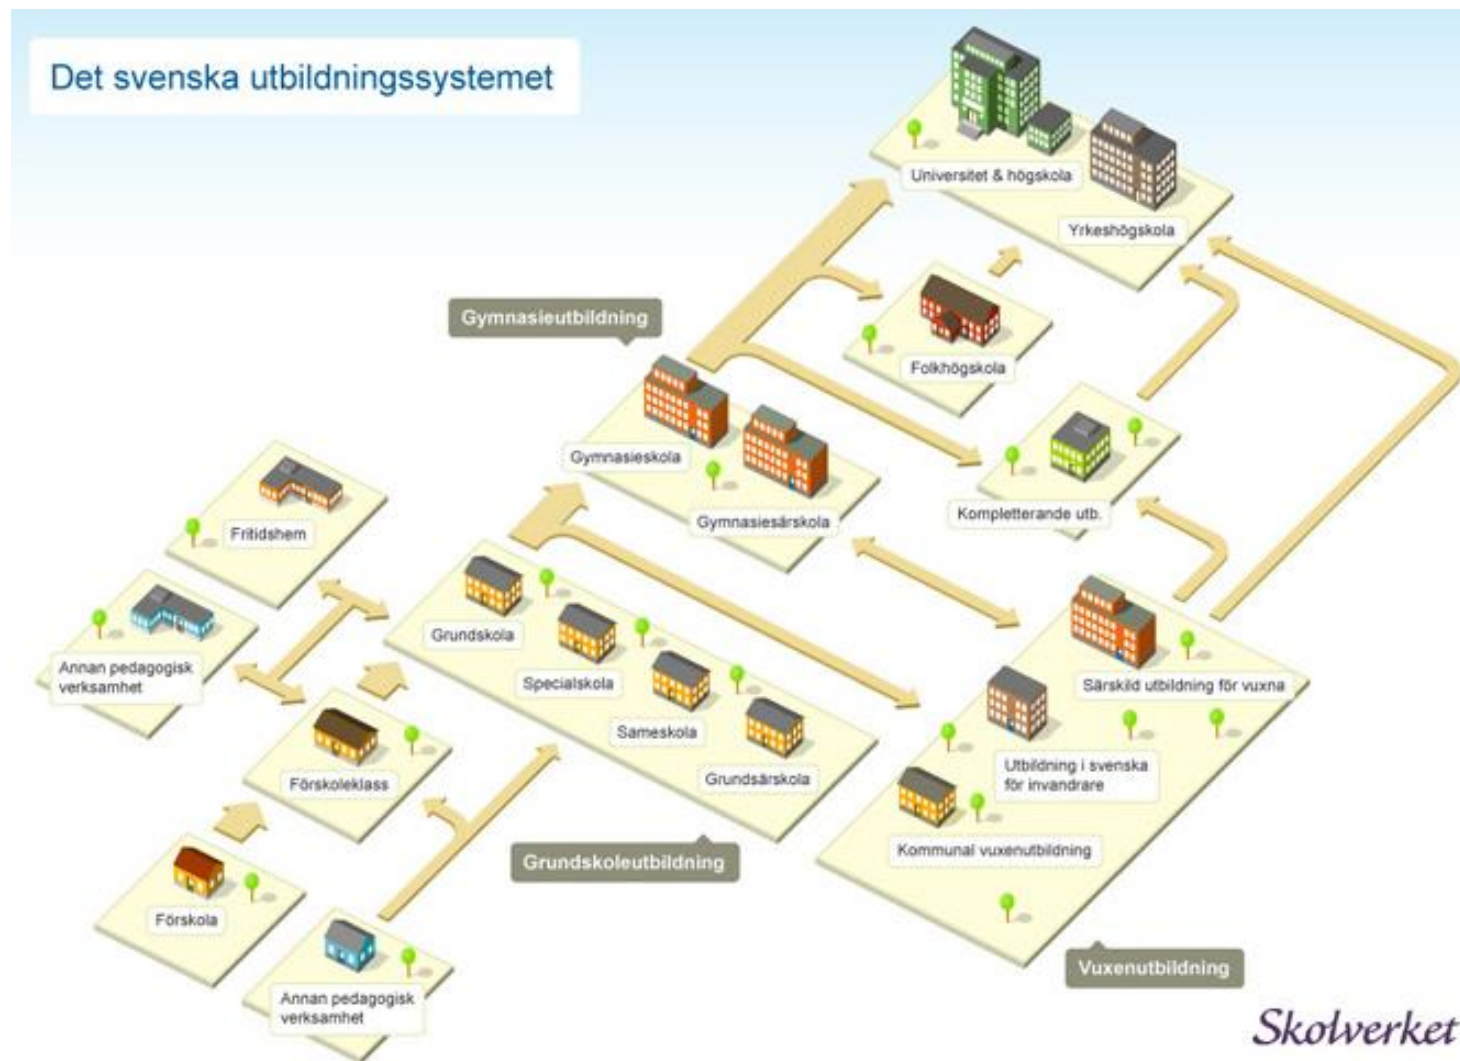 Det svenska utbildningssystemet
Universitet & högskola
Yrkeshögskola
Gymnasieutbildning
Folkhögskola
Gymnasieskola
Gymnasiesärskola
Kompletterande utb.
Fritidshem
Grundskola
Annan pedagogisk
verksamhet
Specialskola
Särskild utbildning för vuxna
Sameskola
Grundsärskola
Utbildning i svenska
för invandrare
Förskoleklass
Kommunal vuxenutbildning
Grundskoleutbildning
Förskola
Vuxenutbildning
Annan pedagogisk
verksamhet
Skolverket